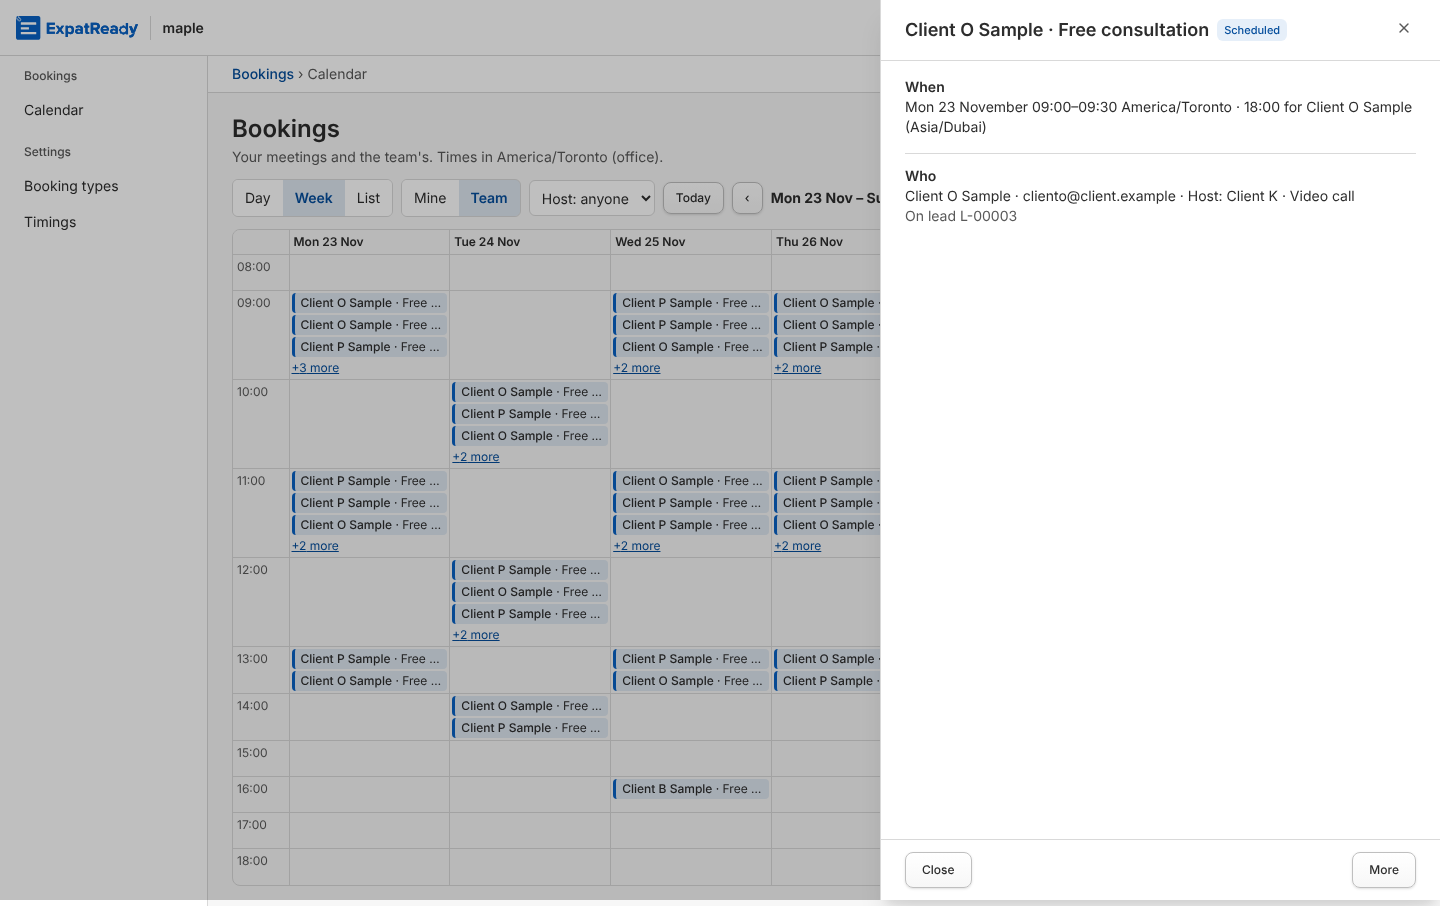 ExpatReady maple
Bookings
Calendar
Settings
Booking types
Timings
Bookings › Calendar
Bookings
Your meetings and the team's. Times in America/Toronto (office).
Day Week List Mine Team Host: anyone Today ‹ Mon 23 Nov – Su
Mon 23 Nov Tue 24 Nov Wed 25 Nov Thu 26 Nov
08:00
09:00
Client O Sample · Free ... Client P Sample · Free ... Client O Sample ·
Client O Sample · Free ... Client P Sample · Free ... Client O Sample ·
Client P Sample · Free ... Client O Sample · Free ... Client P Sample ·
+3 more +2 more +2 more
10:00
Client O Sample · Free ...
Client P Sample · Free ...
Client O Sample · Free ...
+2 more
11:00
Client P Sample · Free ... Client O Sample · Free ... Client P Sample ·
Client P Sample · Free ... Client P Sample · Free ... Client P Sample ·
Client O Sample · Free ... Client P Sample · Free ... Client O Sample ·
+2 more +2 more +2 more
12:00
Client P Sample · Free ...
Client O Sample · Free ...
Client P Sample · Free ...
+2 more
13:00
Client P Sample · Free ... Client P Sample · Free ... Client O Sample ·
Client O Sample · Free ... Client O Sample · Free ... Client P Sample ·
14:00
Client O Sample · Free ...
Client P Sample · Free ...
15:00
16:00
Client B Sample · Free ...
17:00
18:00
Client O Sample · Free consultation Scheduled ×
When
Mon 23 November 09:00–09:30 America/Toronto · 18:00 for Client O Sample
(Asia/Dubai)
Who
Client O Sample · cliento@client.example · Host: Client K · Video call
On lead L-00003
Close More